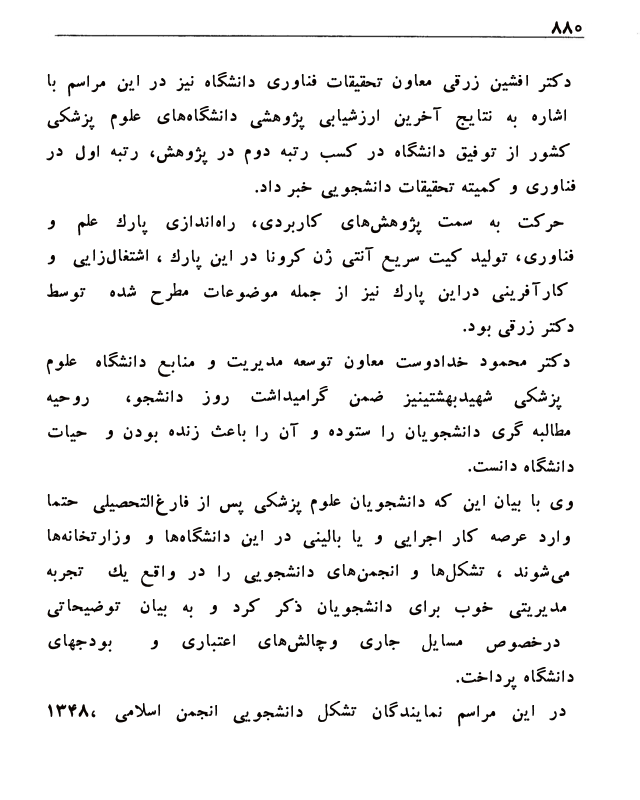 ۸۸۰
دکتر افشین زرقی معاون تحقیقات فناوری دانشگاه نیز در این مراسم با
اشاره به نتایج آخرین ارزشیابی پژوهشی دانشگاه‌های علوم پزشکی
کشور از توفیق دانشگاه در کسب رتبه دوم در پژوهش، رتبه اول در
فناوری و کمیته تحقیقات دانشجویی خبر داد.
حرکت به سمت پژوهش‌های کاربردی، راه‌اندازی پارك علم و
فناوری، تولید کیت سریع آنتی ژن کرونا در این پارك ، اشتغال‌زایی و
کارآفرینی دراین پارك نیز از جمله موضوعات مطرح شده توسط
دکتر زرقی بود.
دکتر محمود خدادوست معاون توسعه مدیریت و منابع دانشگاه علوم
پزشکی شهیدبهشتینیز ضمن گرامیداشت روز دانشجو، روحیه
مطالبه گری دانشجویان را ستوده و آن را باعث زنده بودن و حیات
دانشگاه دانست.
وی با بیان این که دانشجویان علوم پزشکی پس از فارغ‌التحصیلی حتما
وارد عرصه کار اجرایی و یا بالینی در این دانشگاه‌ها و وزارتخانه‌ها
می‌شوند ، تشکل‌ها و انجمن‌های دانشجویی را در واقع یك تجربه
مدیریتی خوب برای دانشجویان ذکر کرد و به بیان توضیحاتی
درخصوص مسایل جاری وچالش‌های اعتباری و بودجهای
دانشگاه پرداخت.
در این مراسم نمایندگان تشکل دانشجویی انجمن اسلامی ،۱۳۴۸